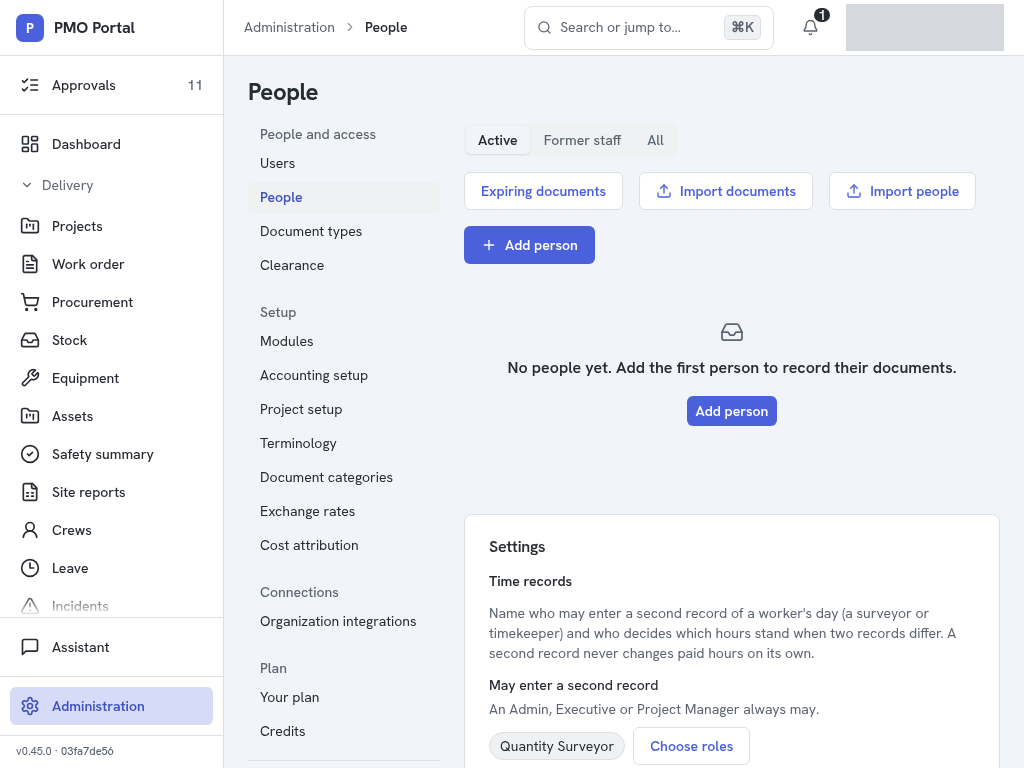 P PMO Portal
Administration > People
Search or jump to... ⌘K
1
Approvals 11
Dashboard
Delivery
Projects
Work order
Procurement
Stock
Equipment
Assets
Safety summary
Site reports
Crews
Leave
Incidents
Assistant
Administration
v0.45.0 · 03fa7de56
People
People and access
Users
People
Document types
Clearance
Setup
Modules
Accounting setup
Project setup
Terminology
Document categories
Exchange rates
Cost attribution
Connections
Organization integrations
Plan
Your plan
Credits
Active Former staff All
Expiring documents Import documents Import people
Add person
No people yet. Add the first person to record their documents.
Add person
Settings
Time records
Name who may enter a second record of a worker's day (a surveyor or
timekeeper) and who decides which hours stand when two records differ. A
second record never changes paid hours on its own.
May enter a second record
An Admin, Executive or Project Manager always may.
Quantity Surveyor Choose roles